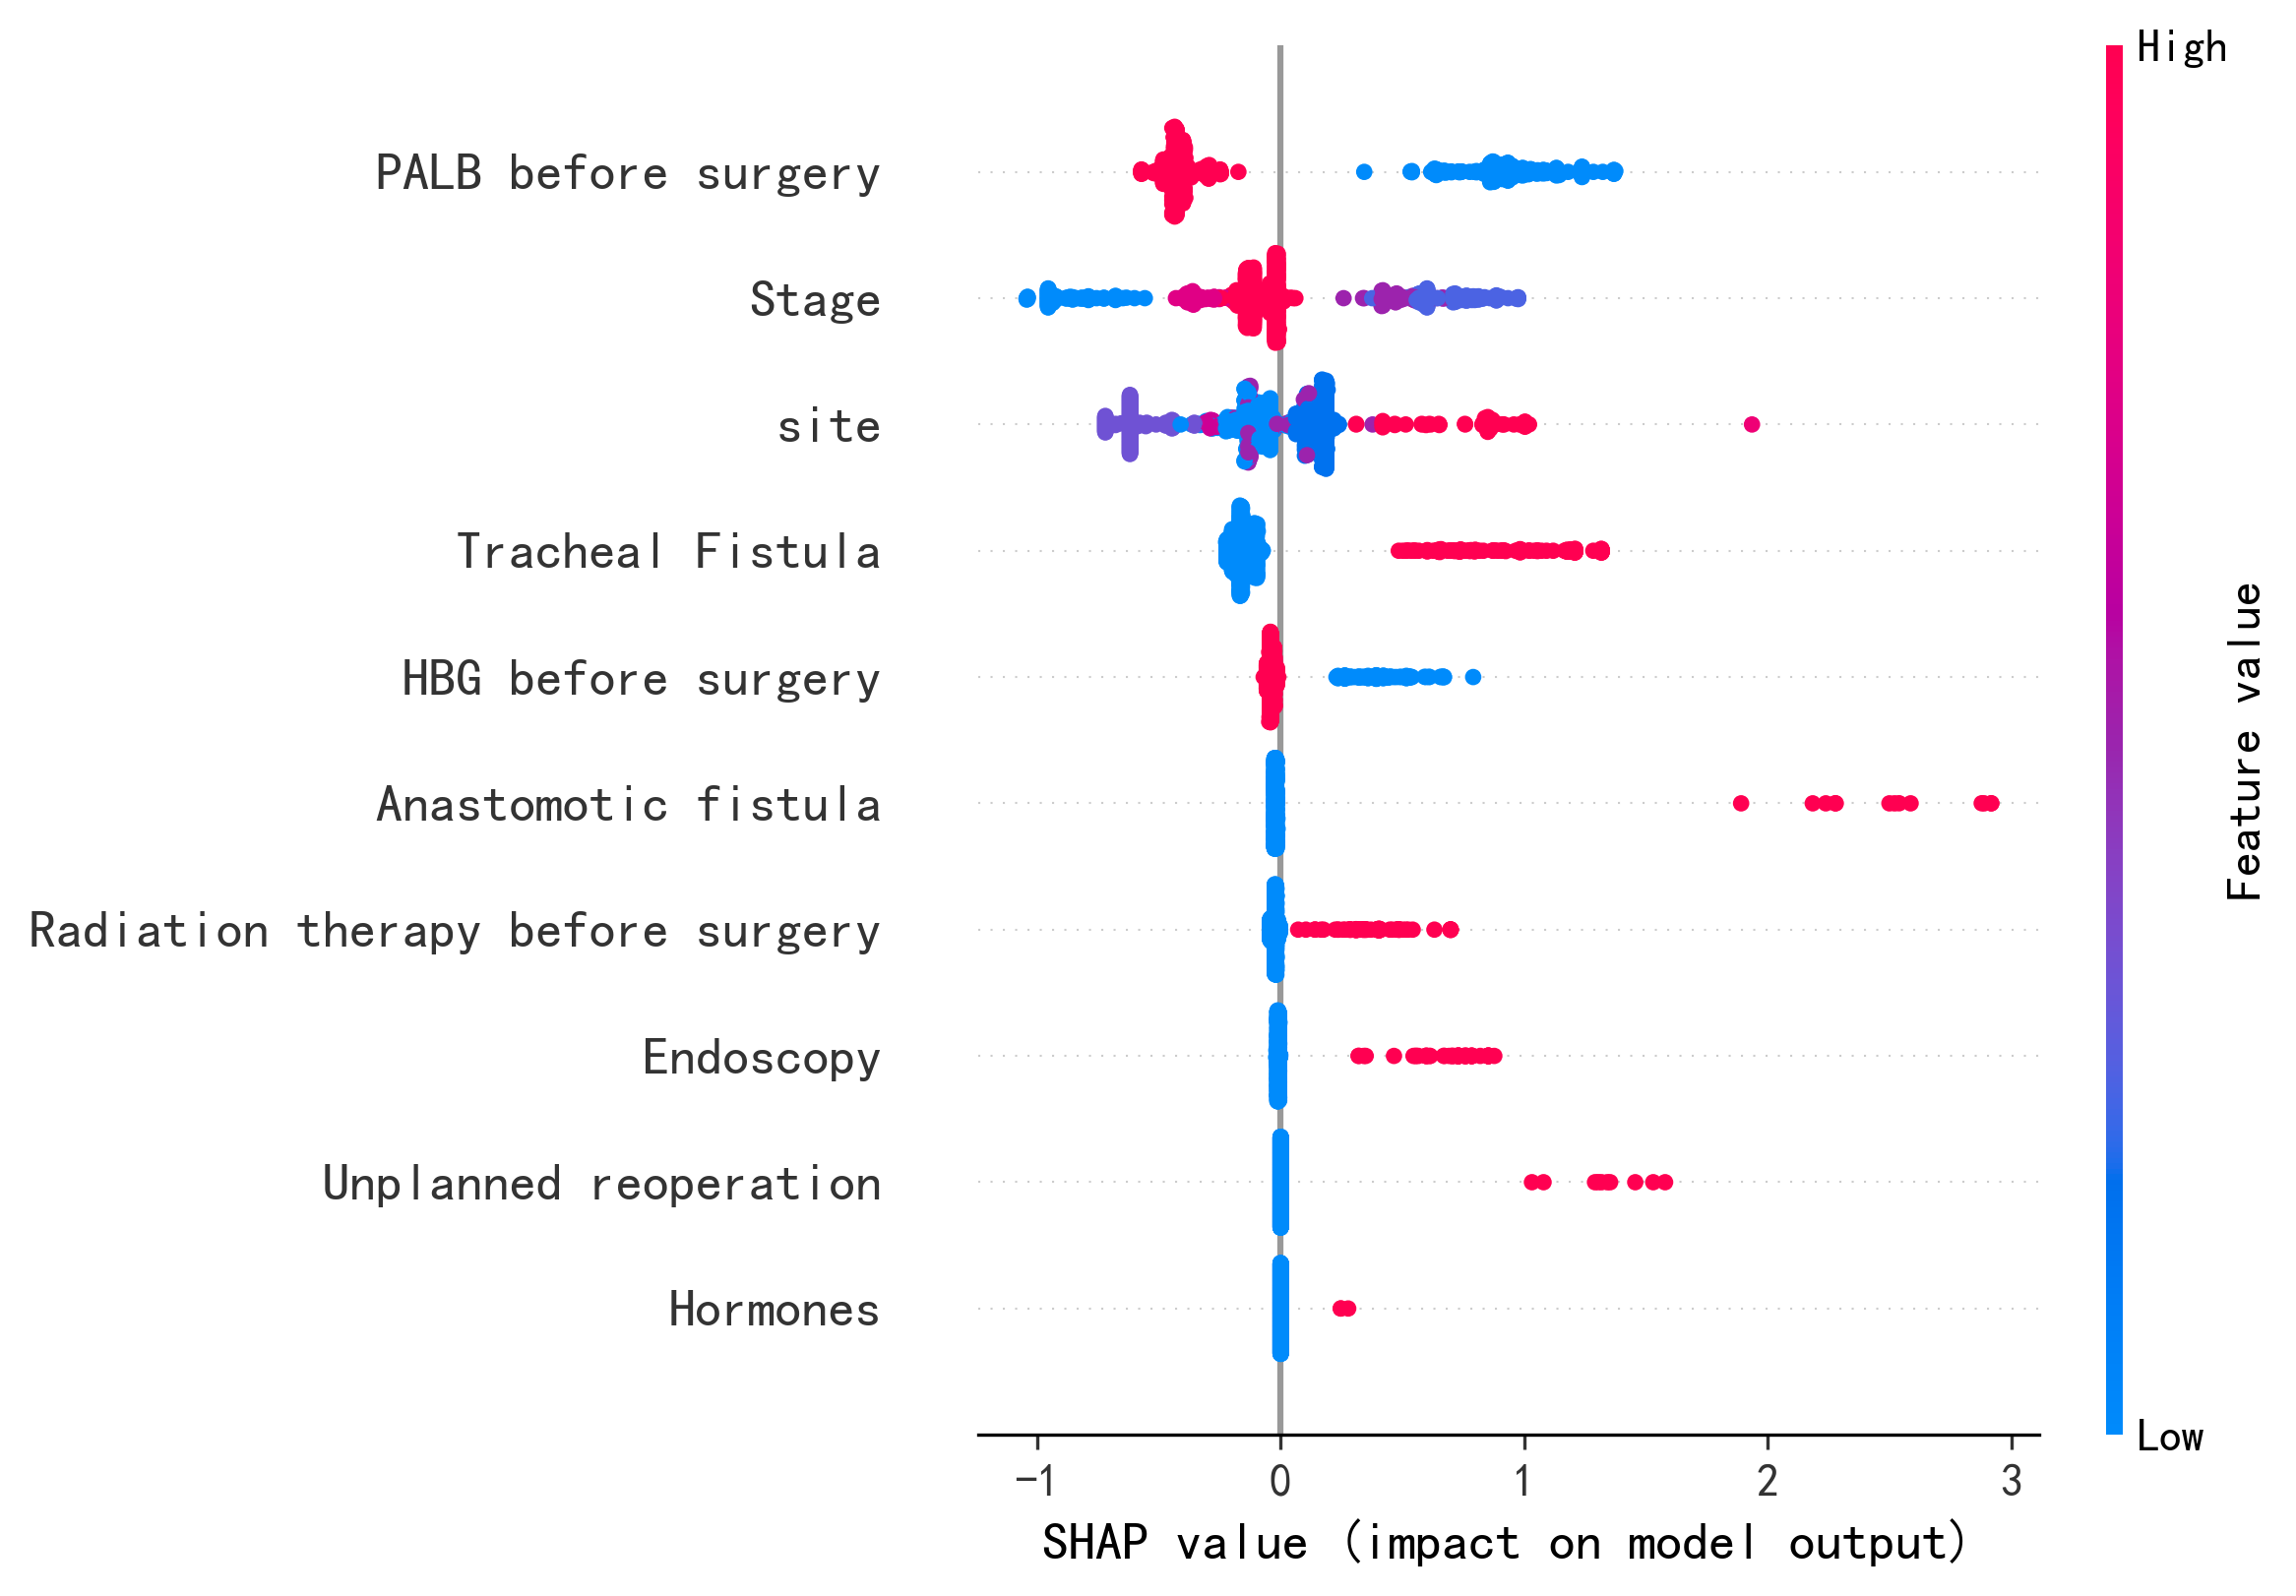 High
PALB before surgery
Stage
site
Tracheal Fistula
HBG before surgery
Anastomotic fistula
Radiation therapy before surgery
Endoscopy
Unplanned reoperation
Hormones
Feature value
Low
−1 0 1 2 3
SHAP value (impact on model output)